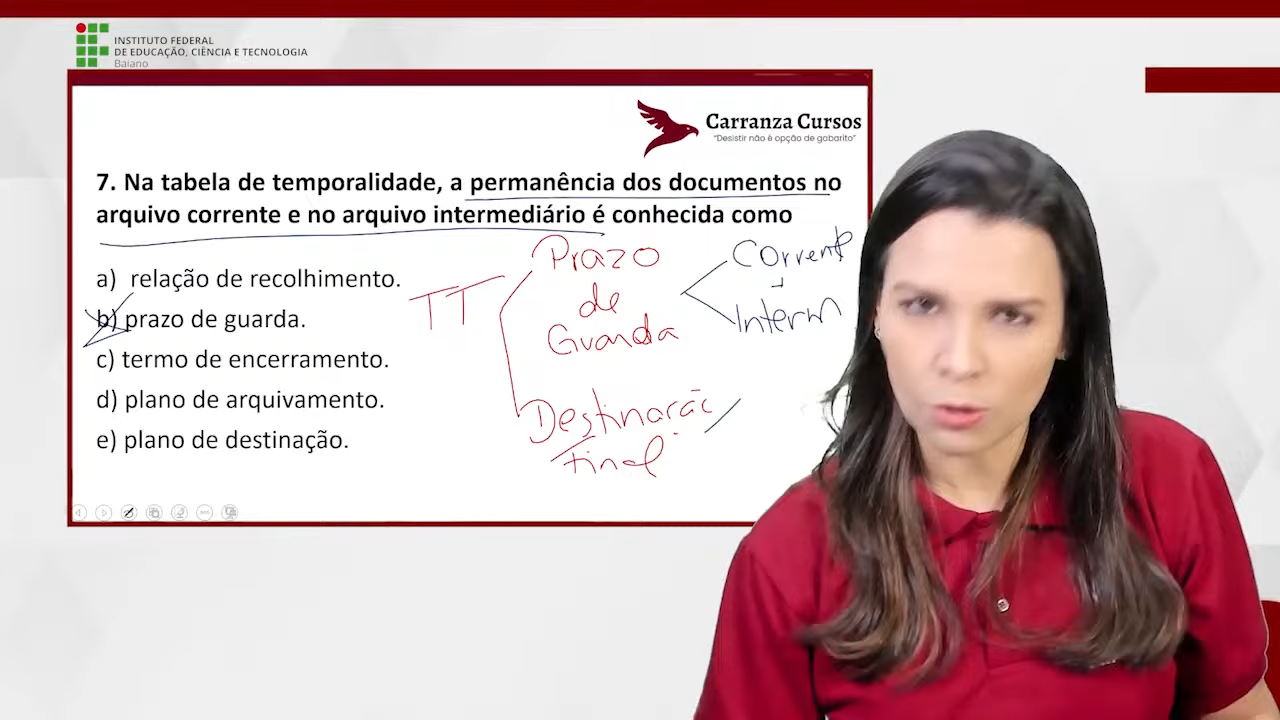 INSTITUTO FEDERAL
DE EDUCAÇÃO, CIÊNCIA E TECNOLOGIA
Baiano
Carranza Cursos
"Desistir não é opção de gabarito"
7. Na tabela de temporalidade, a permanência dos documentos no
arquivo corrente e no arquivo intermediário é conhecida como
a) relação de recolhimento.
b) prazo de guarda.
c) termo de encerramento.
d) plano de arquivamento.
e) plano de destinação.
TT
Prazo
de
Guarda
Corrent
Interm
Destinação
Final